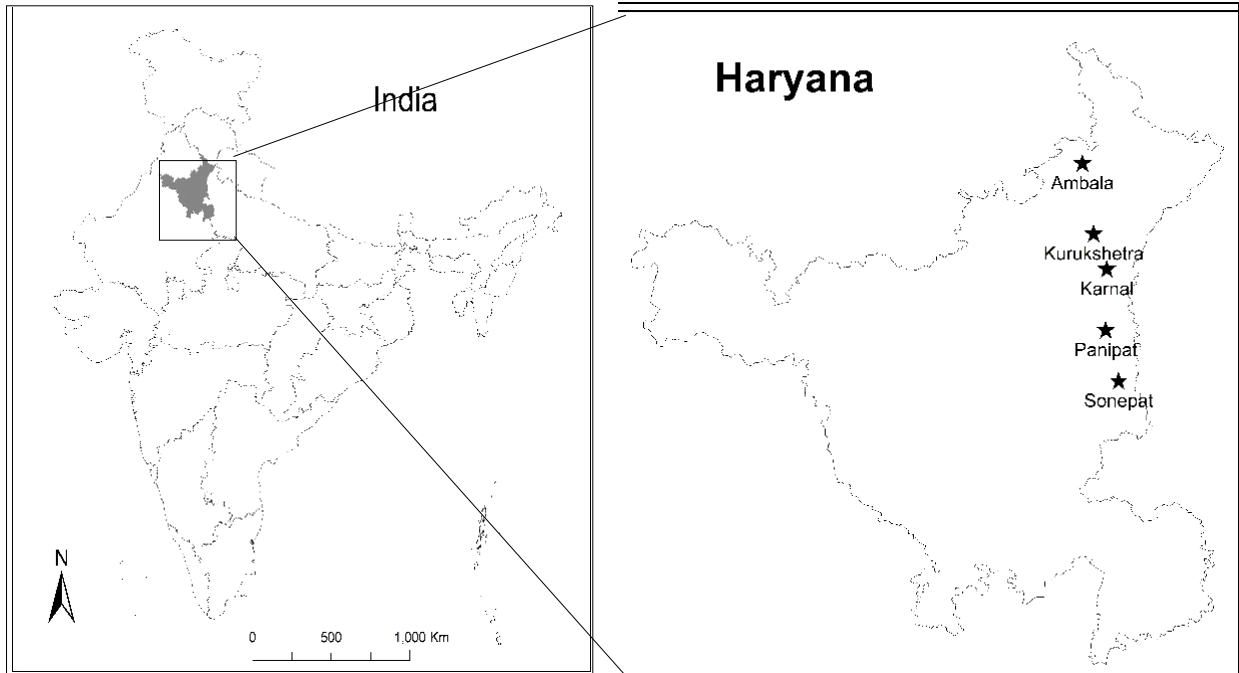 India
N
0 500 1,000 Km
Haryana
Ambala
Kurukshetra
Karnal
Panipat
Sonepat